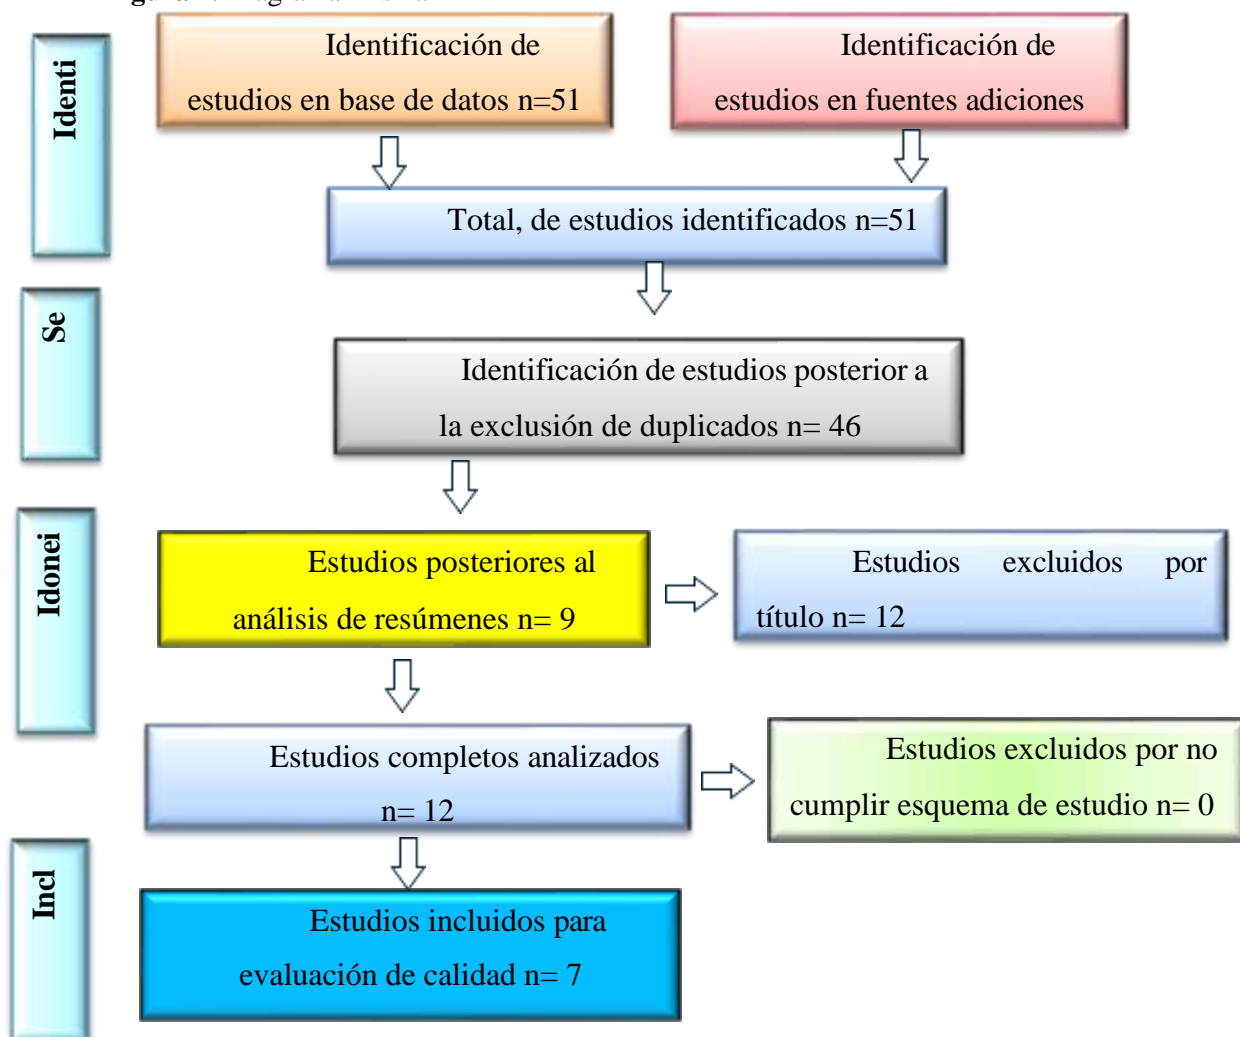 Identificación de
estudios en base de datos n=51
Identificación de
estudios en fuentes adiciones
Identi
Total, de estudios identificados n=51
Se
Identificación de estudios posterior a
la exclusión de duplicados n= 46
Idonei
Estudios posteriores al
análisis de resúmenes n= 9
Estudios excluidos por
título n= 12
Estudios completos analizados
n= 12
Estudios excluidos por no
cumplir esquema de estudio n= 0
Incl
Estudios incluidos para
evaluación de calidad n= 7